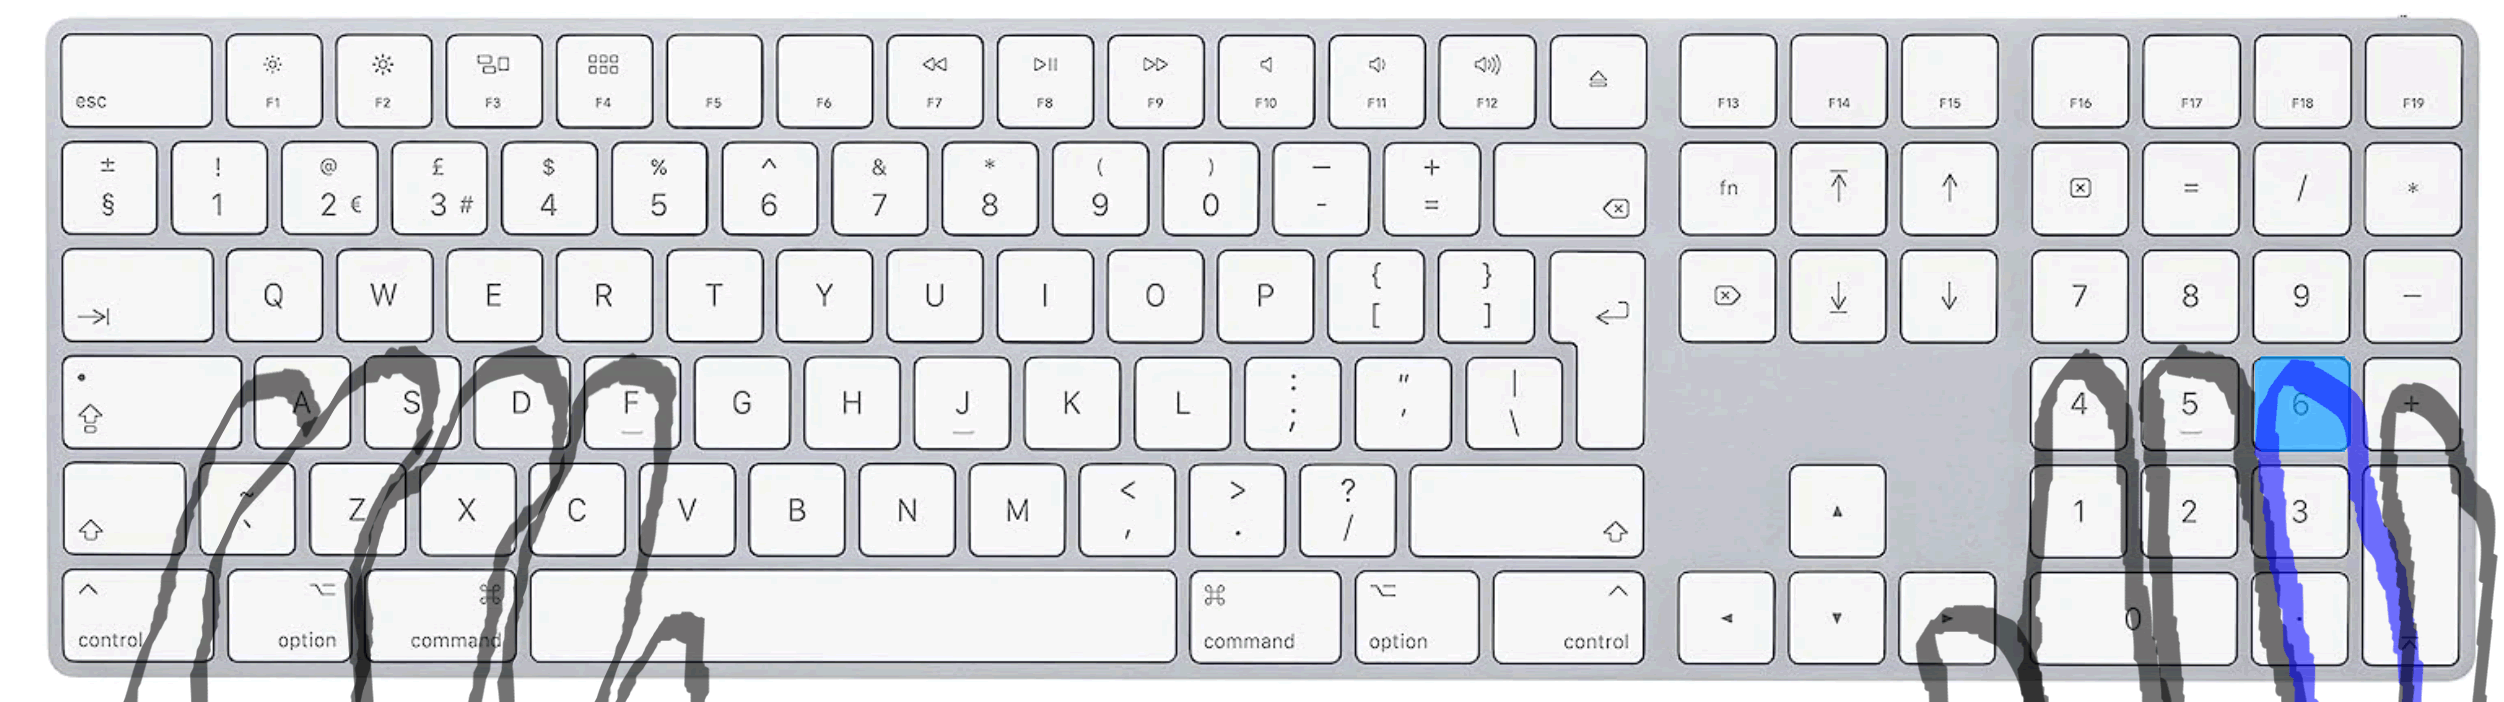 esc F1 F2 F3 F4 F5 F6 F7 F8 F9 F10 F11 F12 F13 F14 F15 F16 F17 F18 F19
± ! @ £ $ % ^ & * ( ) — +
§ 1 2 € 3 # 4 5 6 7 8 9 0 - = fn = / *
Q W E R T Y U I O P { [ } ] 7 8 9 —
A S D F G H J K L : ; " ' | \ 4 5 6 +
~ ` Z X C V B N M < , > . ? / 1 2 3
control option command command option control 0 .